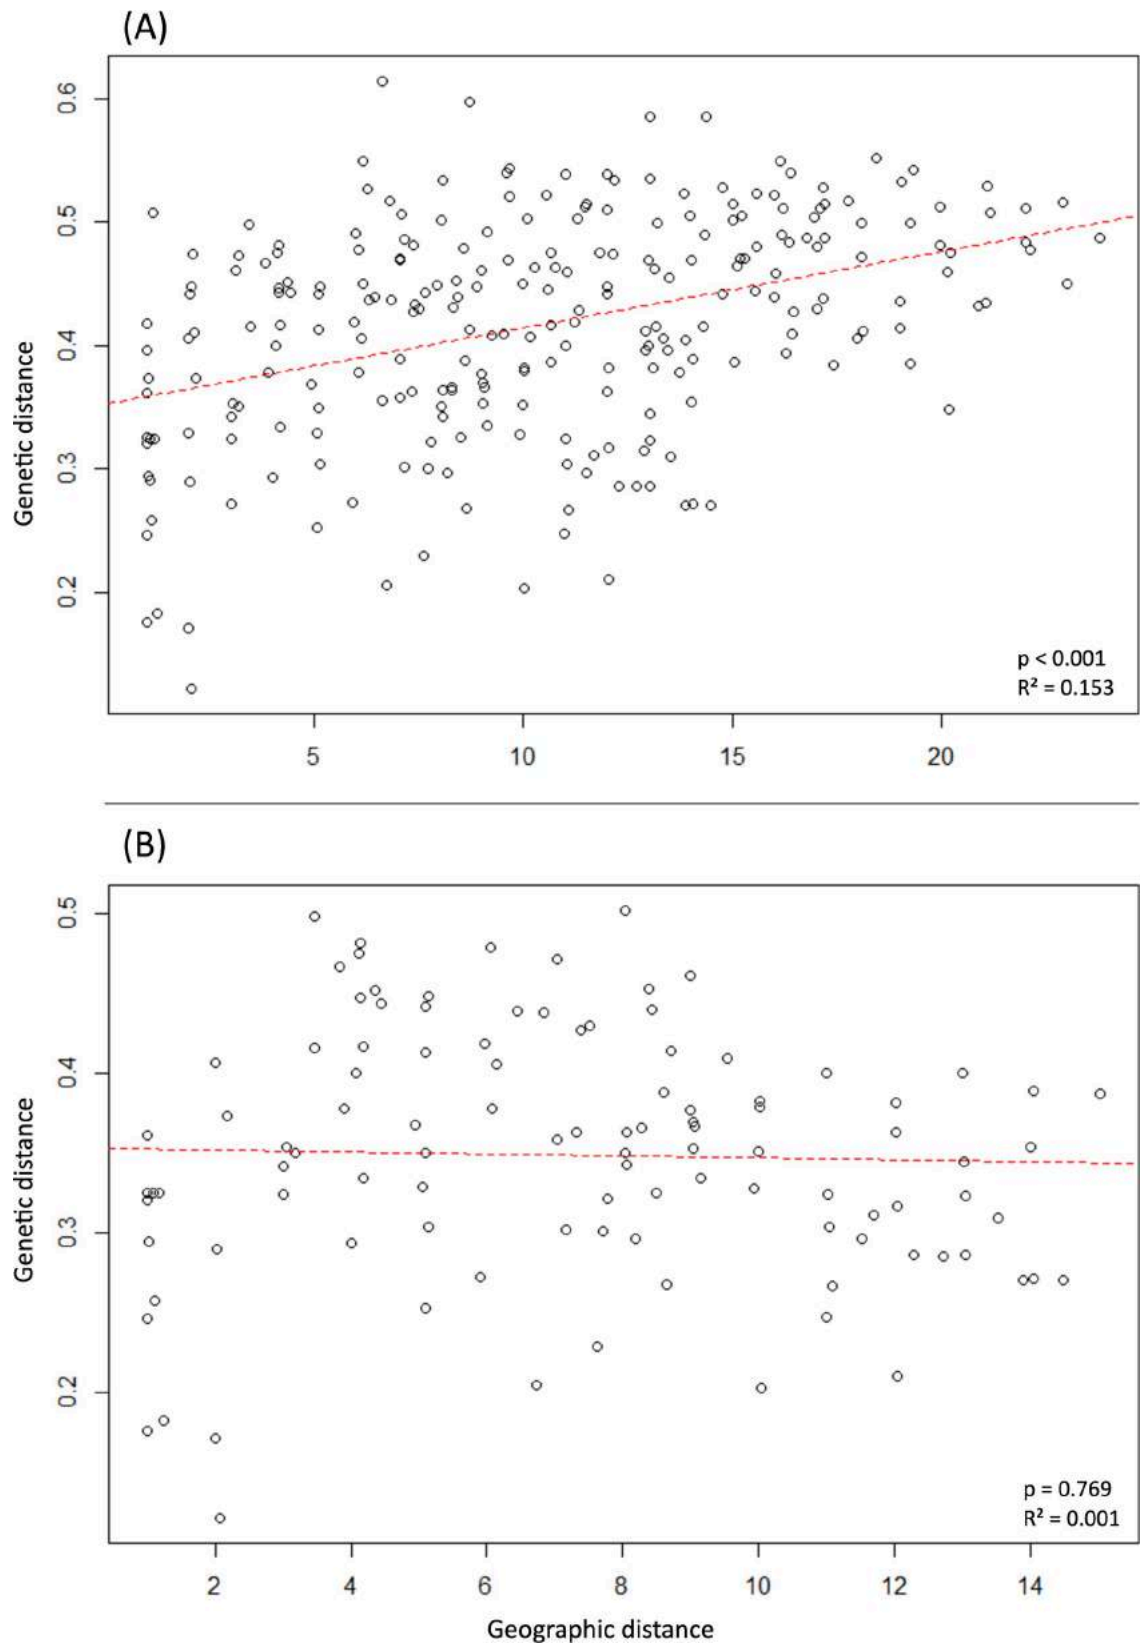 (A)
0.6
0.5
0.4
0.3
0.2
Genetic distance
p < 0.001
R² = 0.153
5 10 15 20
(B)
0.5
0.4
0.3
0.2
Genetic distance
p = 0.769
R² = 0.001
2 4 6 8 10 12 14
Geographic distance